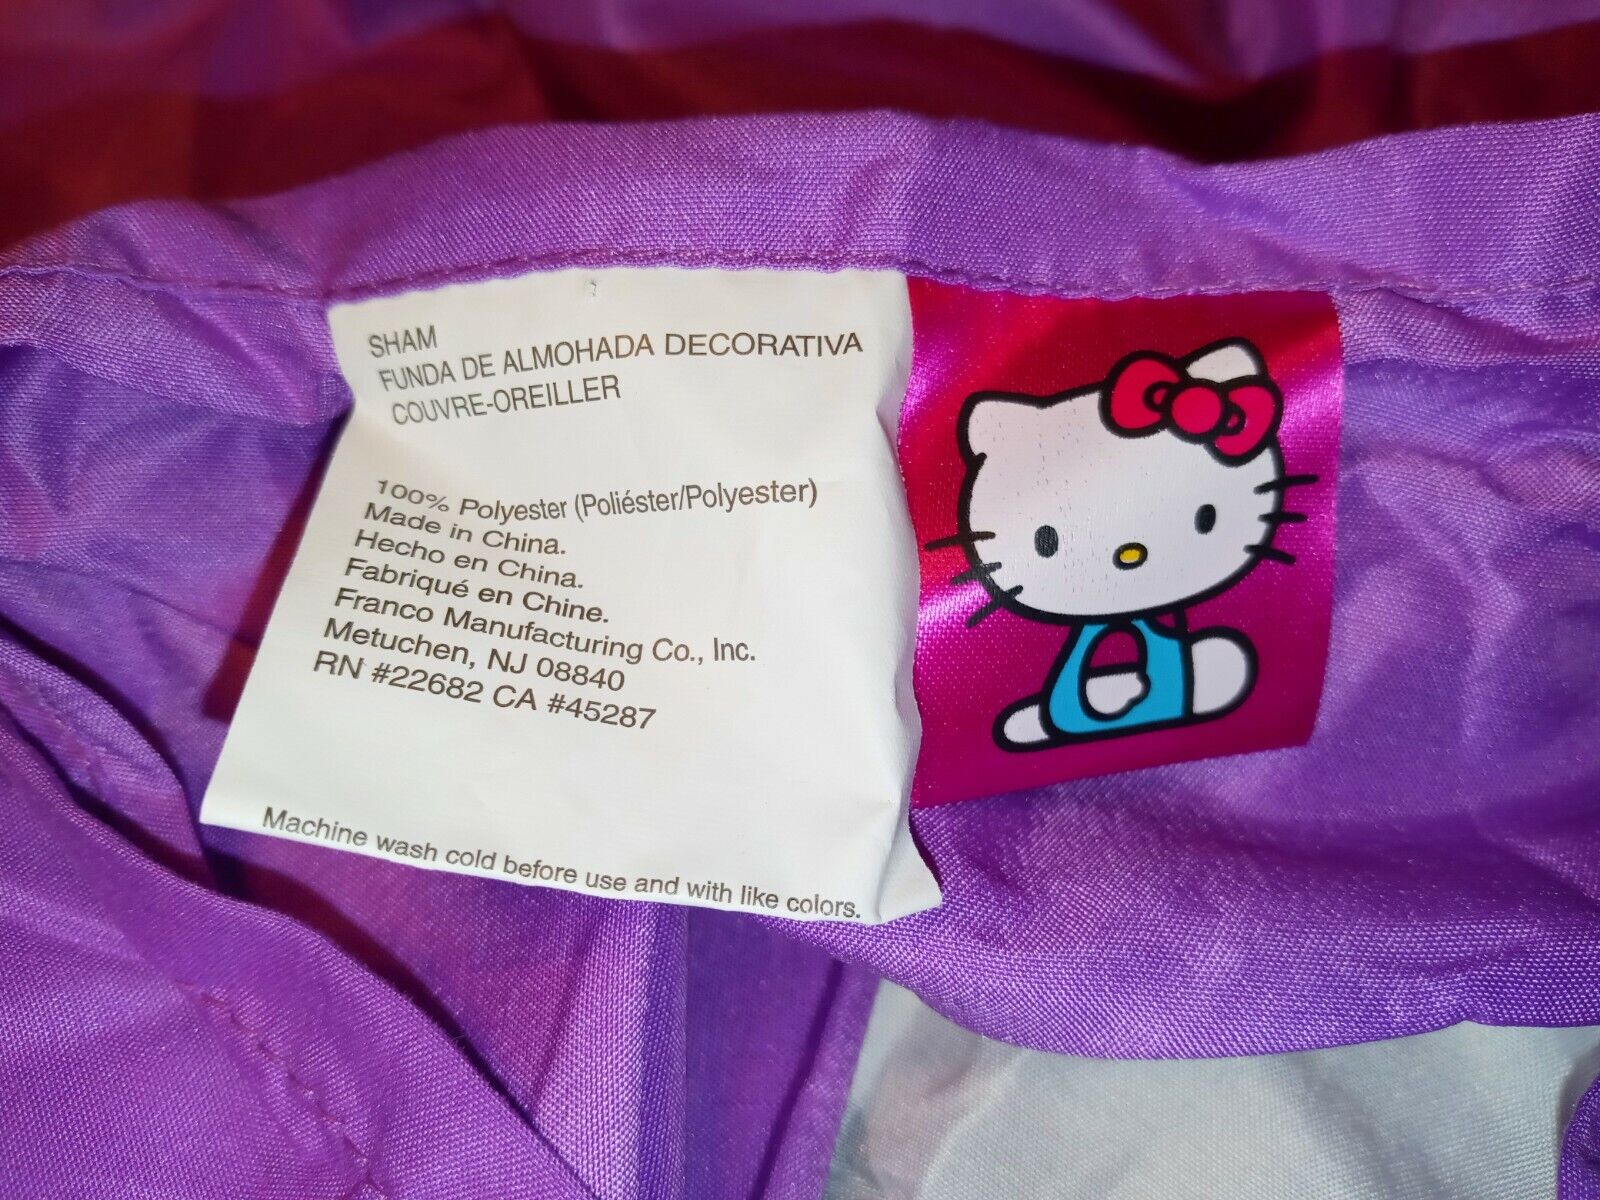 SHAM
FUNDA DE ALMOHADA DECORATIVA
COUVRE-OREILLER
100% Polyester (Poliéster/Polyester)
Made in China.
Hecho en China.
Fabriqué en Chine.
Franco Manufacturing Co., Inc.
Metuchen, NJ 08840
RN #22682 CA #45287
Machine wash cold before use and with like colors.